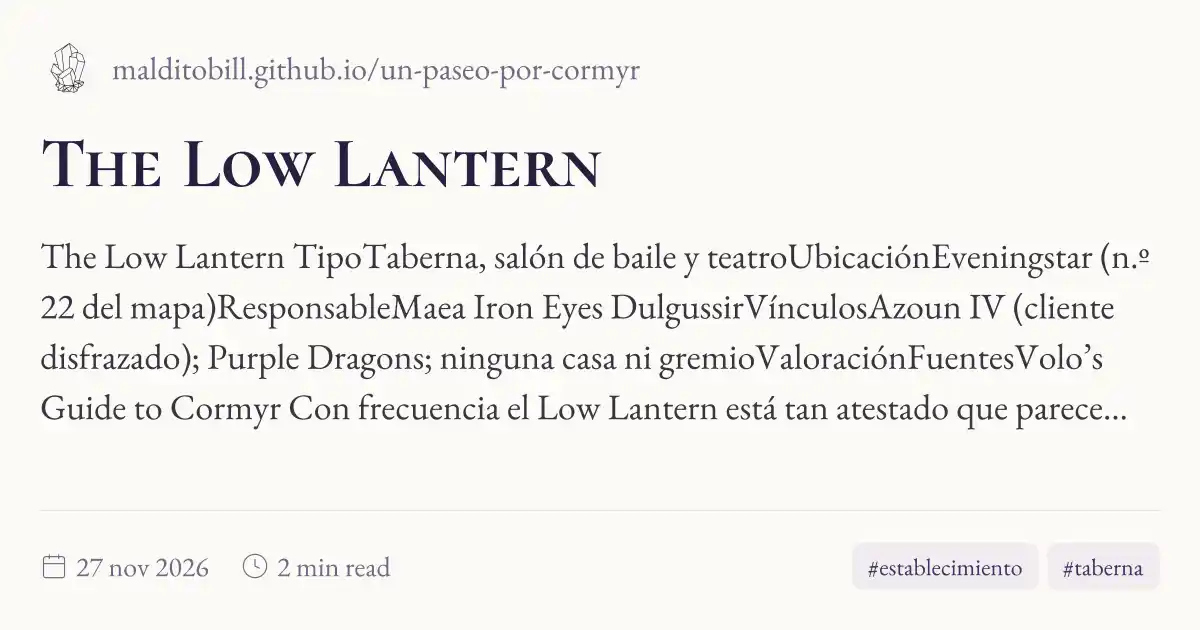 malditobill.github.io/un-paseo-por-cormyr
The Low Lantern
The Low Lantern TipoTaberna, salón de baile y teatroUbicaciónEveningstar (n.º
22 del mapa)ResponsableMaea Iron Eyes DulgussirVínculosAzoun IV (cliente
disfrazado); Purple Dragons; ninguna casa ni gremioValoraciónFuentesVolo’s
Guide to Cormyr Con frecuencia el Low Lantern está tan atestado que parece...
27 nov 2026 2 min read #establecimiento #taberna